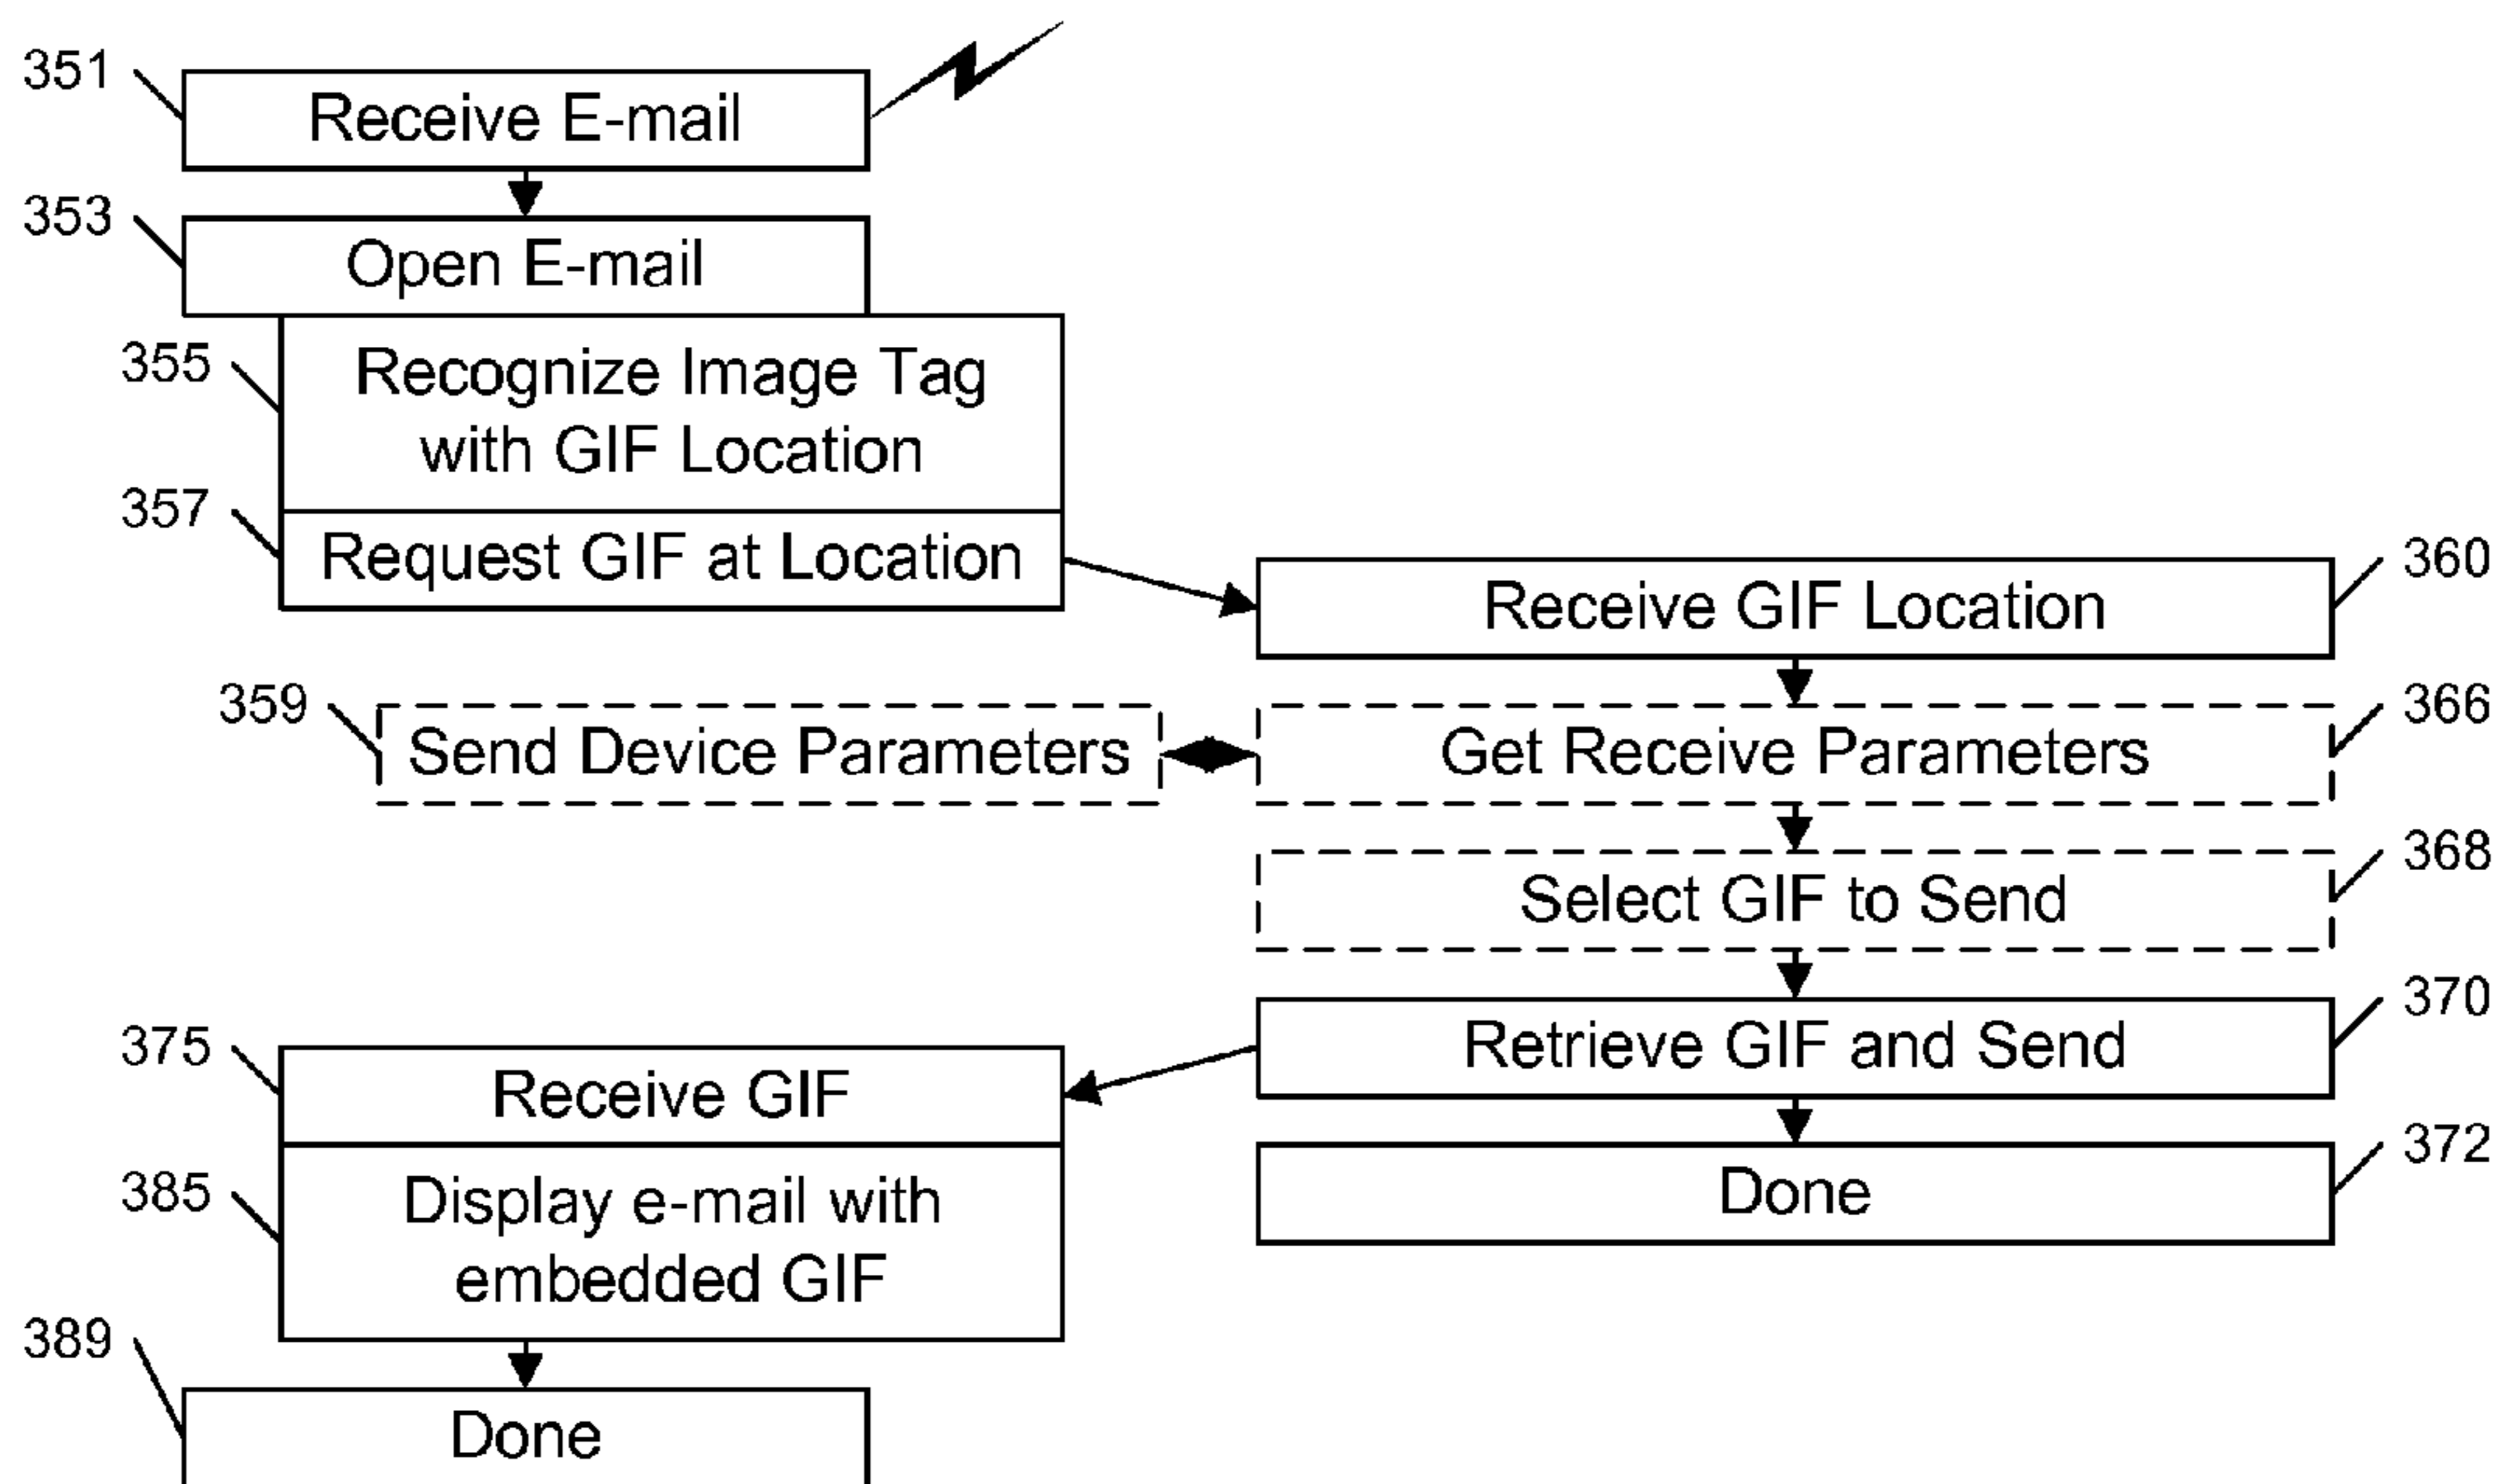 351
Receive E-mail
353
Open E-mail
355
Recognize Image Tag
with GIF Location
357
Request GIF at Location
360
Receive GIF Location
359
Send Device Parameters
366
Get Receive Parameters
368
Select GIF to Send
370
Retrieve GIF and Send
375
Receive GIF
372
Done
385
Display e-mail with
embedded GIF
389
Done